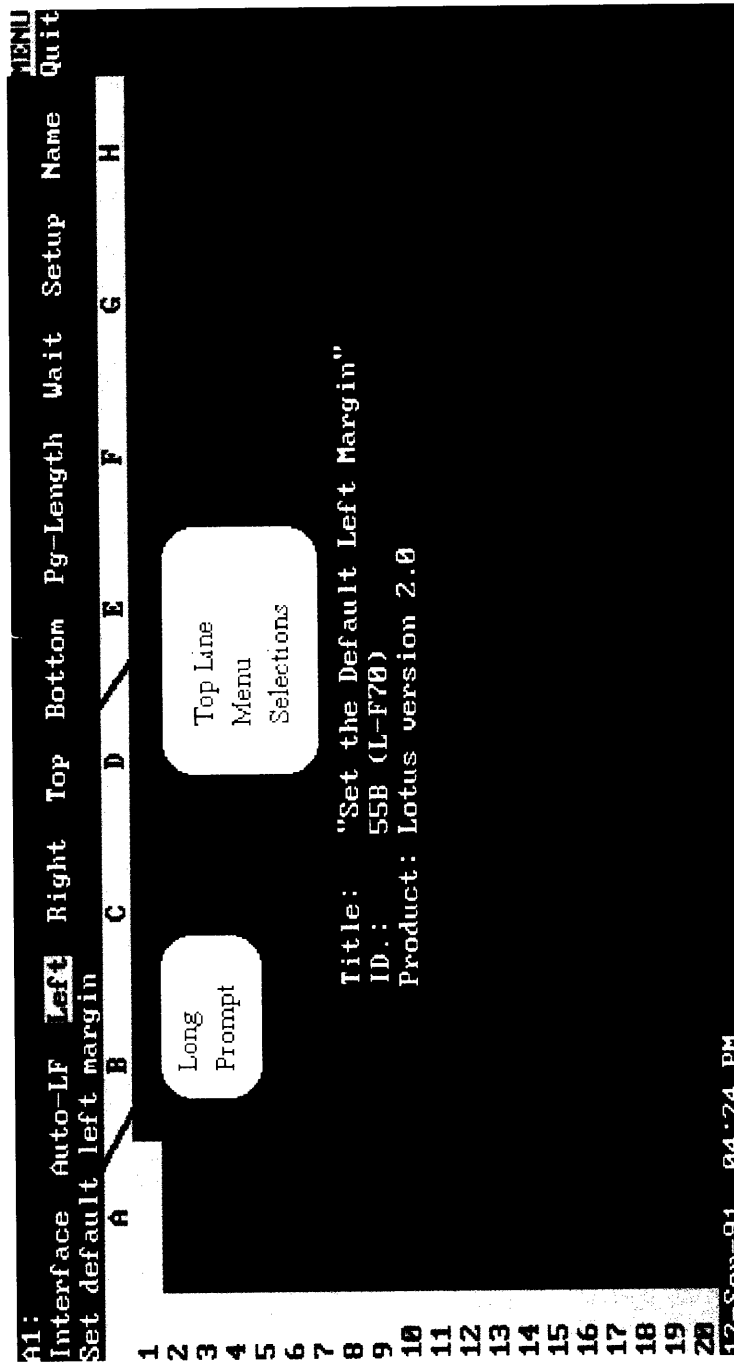 A1: MENU
Interface Auto-LF Left Right Top Bottom Pg-Length Wait Setup Name Quit
Set default left margin
A B C D E F G H
1
2
3
4
5
6
7
8
9
10
11
12
13
14
15
16
17
18
19
20
Long
Prompt
Top Line
Menu
Selections
Title: "Set the Default Left Margin"
ID.: 55B (L-F70)
Product: Lotus version 2.0
04:24 PM